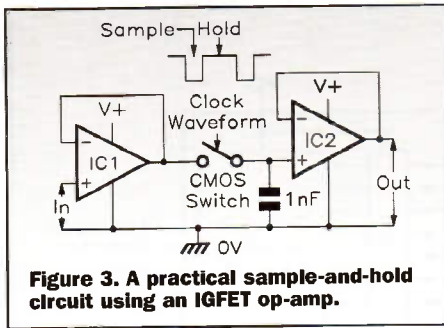 Sample Hold
Clock
Waveform
V+
V+
−
IC1
+
−
IC2
+
In
CMOS
Switch
1nF
Out
0V
Figure 3. A practical sample-and-hold
circuit using an IGFET op-amp.